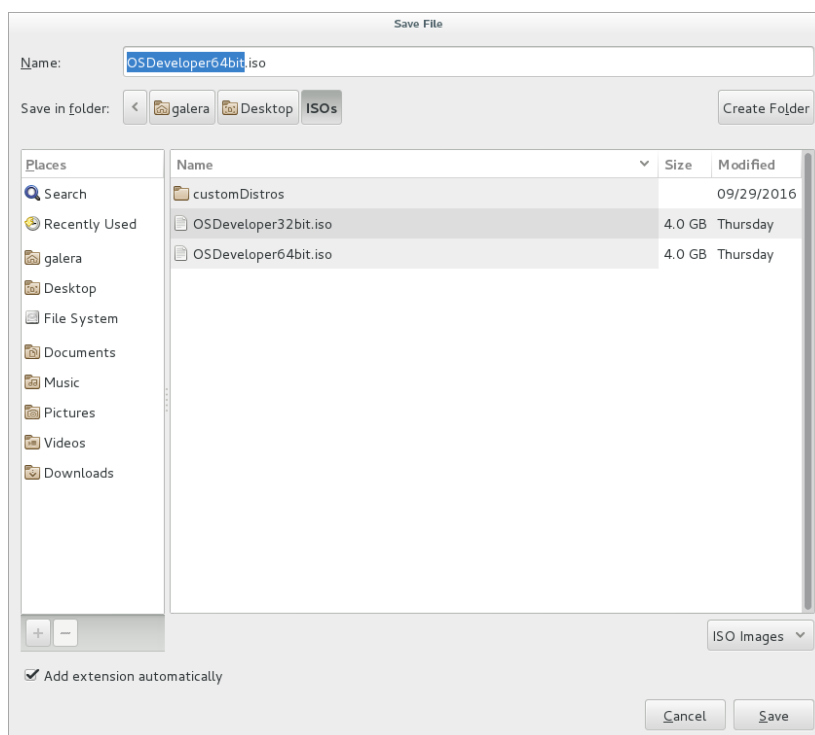 Save File
Name: OSDeveloper64bit.iso
Save in folder: < galera Desktop ISOs Create Folder
Places Name Size Modified
Search customDistros 09/29/2016
Recently Used OSDeveloper32bit.iso 4.0 GB Thursday
galera OSDeveloper64bit.iso 4.0 GB Thursday
Desktop
File System
Documents
Music
Pictures
Videos
Downloads
+ −
ISO Images
Add extension automatically
Cancel Save